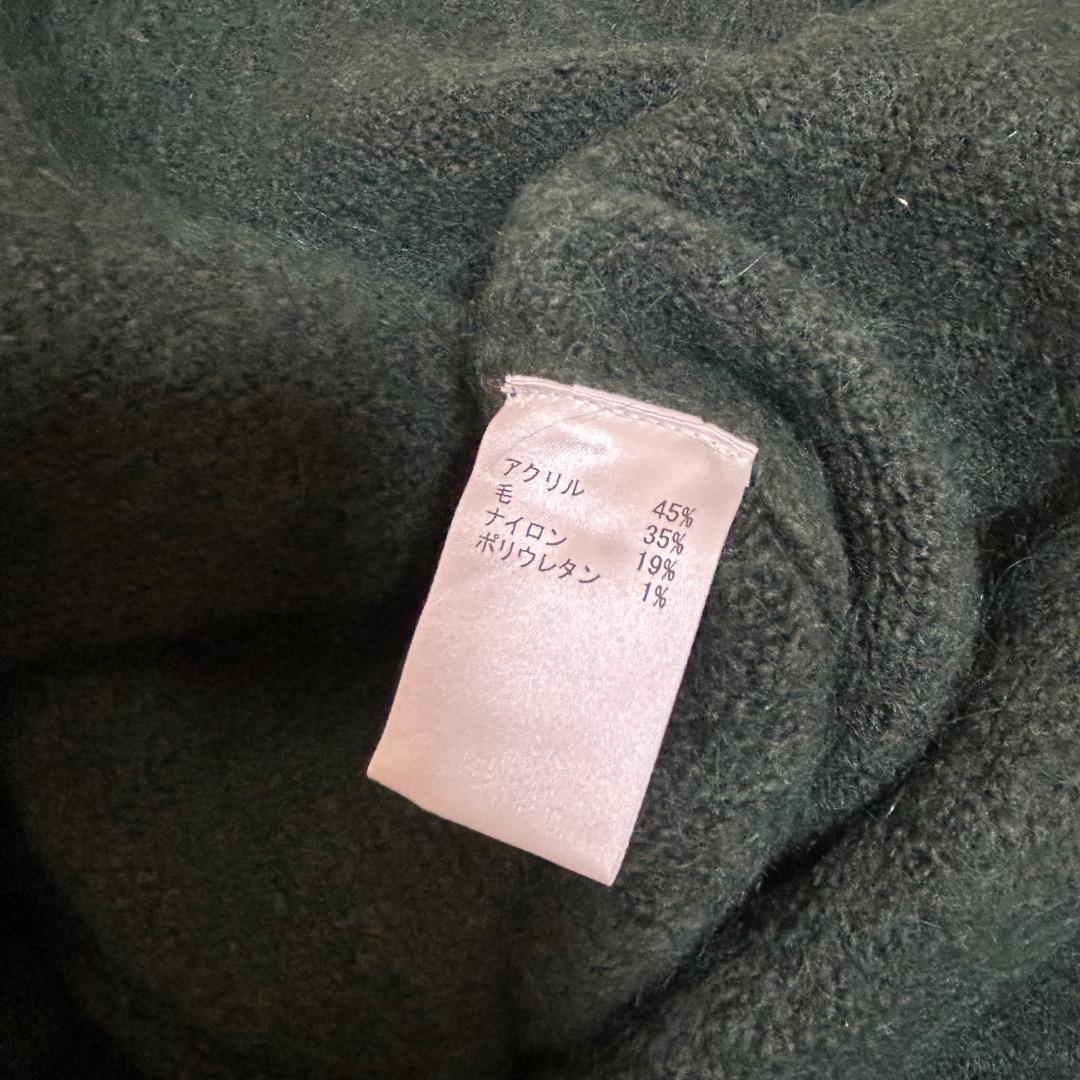 アクリル 45%
毛 35%
ナイロン 19%
ポリウレタン 1%